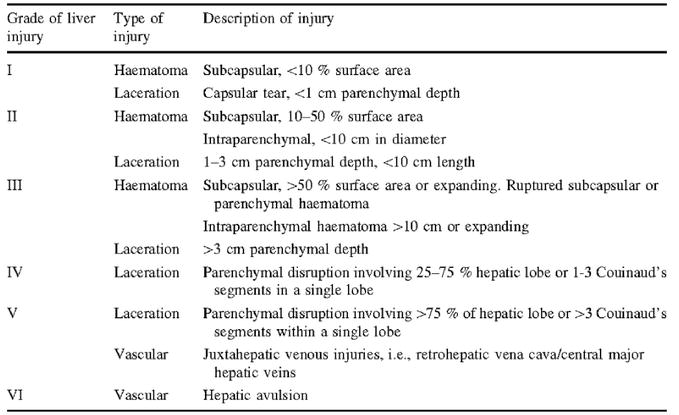 Grade of liver Type of Description of injury
injury injury
I Haematoma Subcapsular, <10 % surface area
Laceration Capsular tear, <1 cm parenchymal depth
II Haematoma Subcapsular, 10–50 % surface area
Intraparenchymal, <10 cm in diameter
Laceration 1–3 cm parenchymal depth, <10 cm length
III Haematoma Subcapsular, >50 % surface area or expanding. Ruptured subcapsular or
parenchymal haematoma
Intraparenchymal haematoma >10 cm or expanding
Laceration >3 cm parenchymal depth
IV Laceration Parenchymal disruption involving 25–75 % hepatic lobe or 1-3 Couinaud's
segments in a single lobe
V Laceration Parenchymal disruption involving >75 % of hepatic lobe or >3 Couinaud's
segments within a single lobe
Vascular Juxtahepatic venous injuries, i.e., retrohepatic vena cava/central major
hepatic veins
VI Vascular Hepatic avulsion